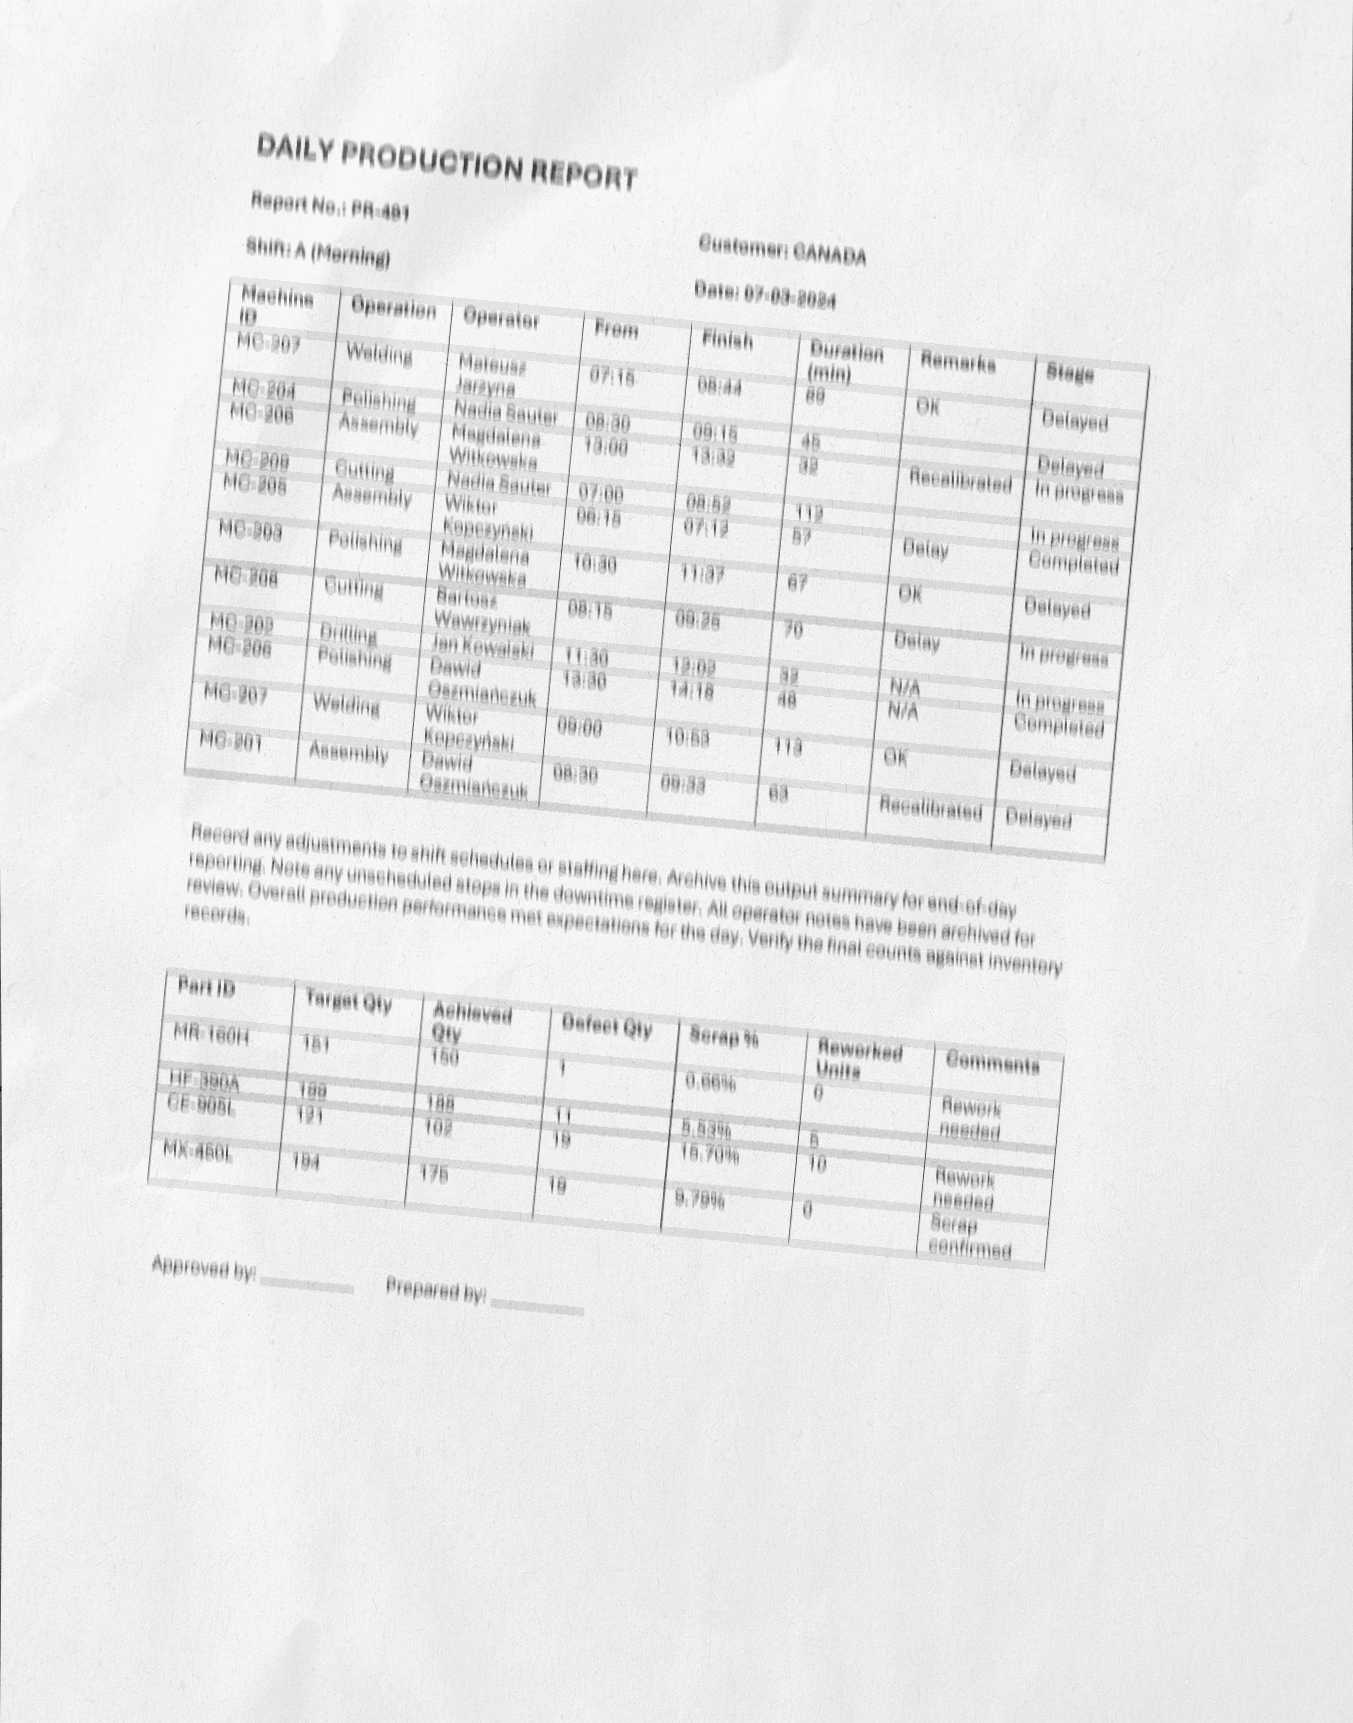 DAILY PRODUCTION REPORT
Report No.: PR-491
Customer: CANADA
Shift: A (Morning)
Date: 07-03-2024
Machine ID Operation Operator From Finish Duration (min) Remarks Stage
MC-207 Welding Mateusz Jarzyna 07:15 08:44 89 OK Delayed
MC-204 Polishing Nadia Sauter 08:30 09:15 45 Delayed
MC-206 Assembly Magdalena Witkowska 13:00 13:32 32 Recalibrated In progress
Cutting Nadia Sauter 07:00 08:52 112 In progress
MC-205 Assembly Wiktor Kopczyński 06:15 07:12 57 Delay Completed
MC-203 Polishing Magdalena Witkowska 10:30 11:37 67 OK Delayed
Cutting Bartosz Wawrzyniak 08:15 09:25 70 Delay In progress
MC-202 Drilling Jan Kowalski 11:30 12:02 32 N/A In progress
MC-206 Polishing Dawid Oszmiańczuk 13:30 14:18 48 N/A Completed
MC-207 Welding Wiktor Kopczyński 09:00 10:53 113 OK Delayed
MC-201 Assembly Dawid Oszmiańczuk 08:30 09:33 63 Recalibrated Delayed
Record any adjustments to shift schedules or staffing here. Archive this output summary for end-of-day
reporting. Note any unscheduled stops in the downtime register. All operator notes have been archived for
review. Overall production performance met expectations for the day. Verify the final counts against inventory
records.
Part ID Target Qty Achieved Qty Defect Qty Scrap % Reworked Units Comments
MR-160H 151 150 1 0.66% 0 Rework needed
HF-390A 199 188 11 5.53% 5
CE-905L 121 102 19 15.70% 10 Rework needed
MX-450L 194 175 19 9.79% 0 Scrap confirmed
Approved by: Prepared by: